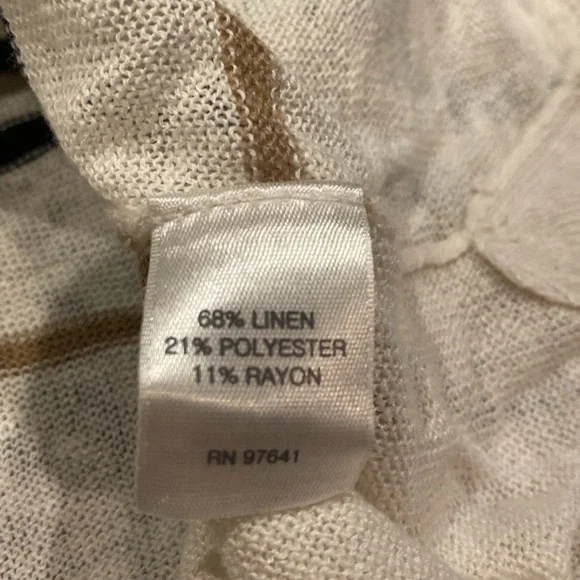 68% LINEN
21% POLYESTER
11% RAYON
RN 97641